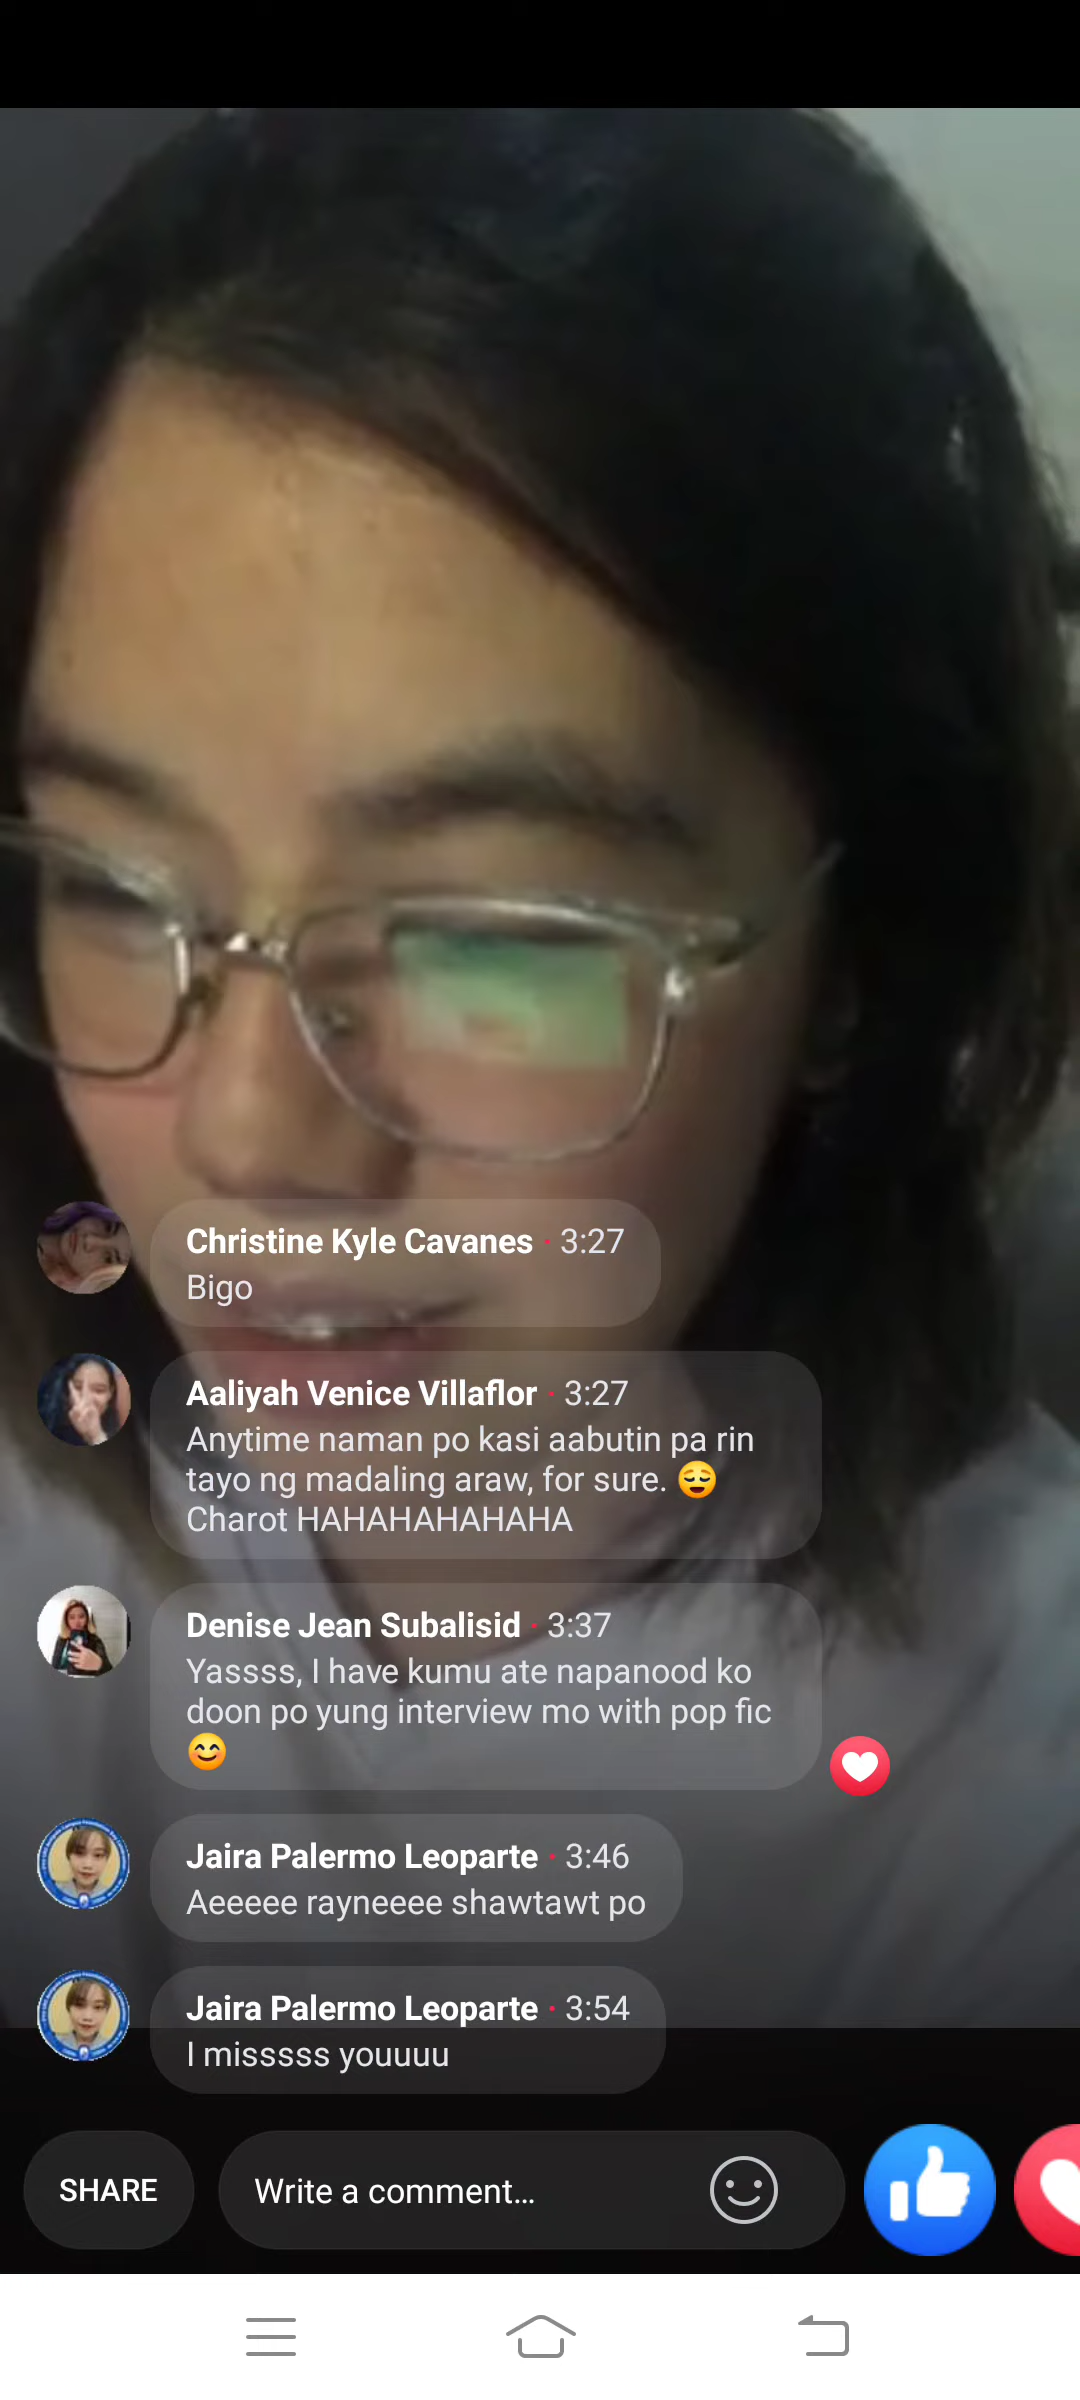 Christine Kyle Cavanes · 3:27
Bigo
Aaliyah Venice Villaflor · 3:27
Anytime naman po kasi aabutin pa rin
tayo ng madaling araw, for sure. 😌
Charot HAHAHAHAHAHA
Denise Jean Subalisid · 3:37
Yassss, I have kumu ate napanood ko
doon po yung interview mo with pop fic
😊
Jaira Palermo Leoparte · 3:46
Aeeeee rayneeee shawtawt po
Jaira Palermo Leoparte · 3:54
I misssss youuuu
SHARE
Write a comment...